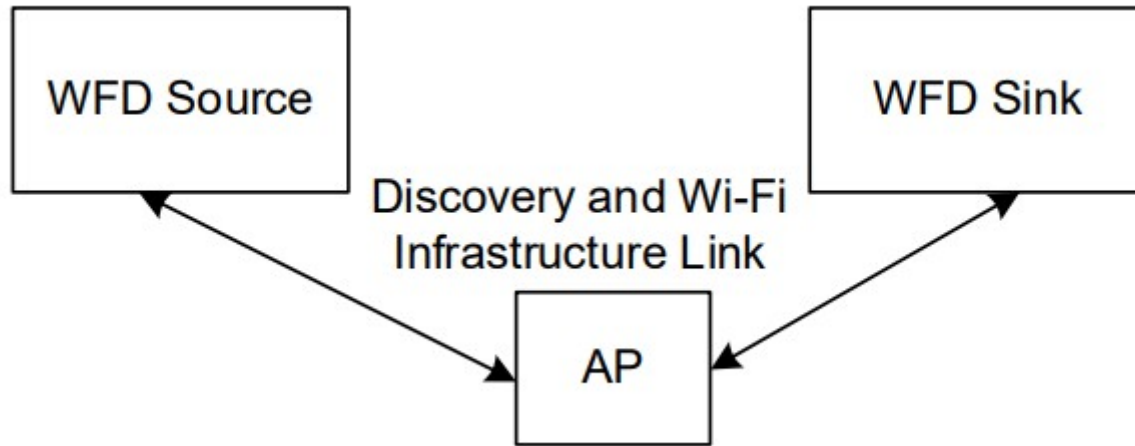 WFD Source
WFD Sink
Discovery and Wi-Fi
Infrastructure Link
AP